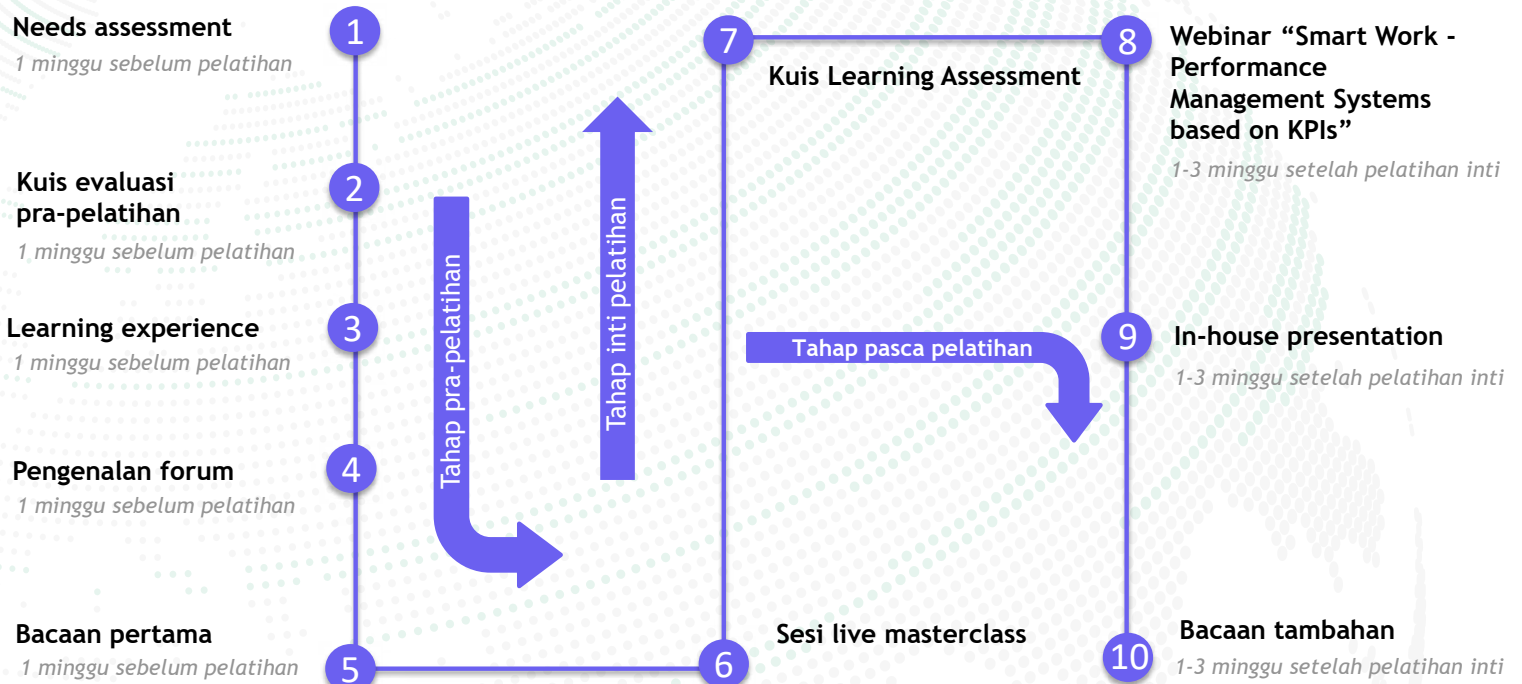 1
Needs assessment
1 minggu sebelum pelatihan
2
Kuis evaluasi
pra-pelatihan
1 minggu sebelum pelatihan
3
Learning experience
1 minggu sebelum pelatihan
4
Pengenalan forum
1 minggu sebelum pelatihan
5
Bacaan pertama
1 minggu sebelum pelatihan
Tahap pra-pelatihan
Tahap inti pelatihan
6
Sesi live masterclass
7
Kuis Learning Assessment
Tahap pasca pelatihan
8
Webinar “Smart Work -
Performance
Management Systems
based on KPIs”
1-3 minggu setelah pelatihan inti
9
In-house presentation
1-3 minggu setelah pelatihan inti
10
Bacaan tambahan
1-3 minggu setelah pelatihan inti